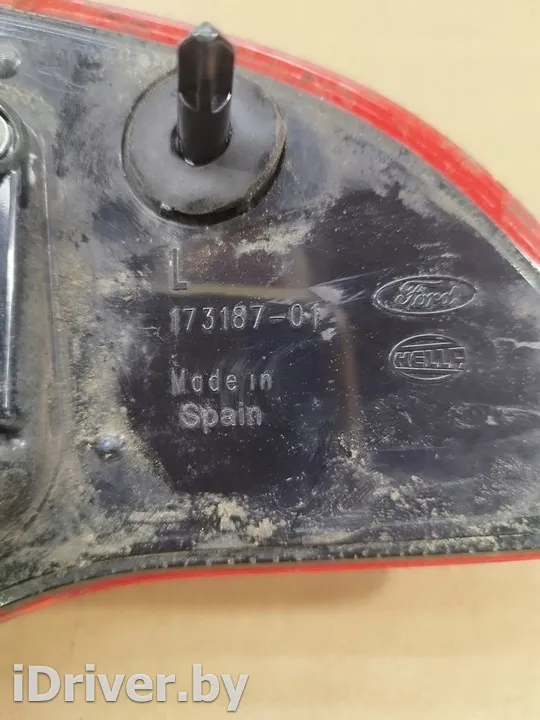 L
173187-01
Made in
Spain
Ford
HELLA
iDriver.by